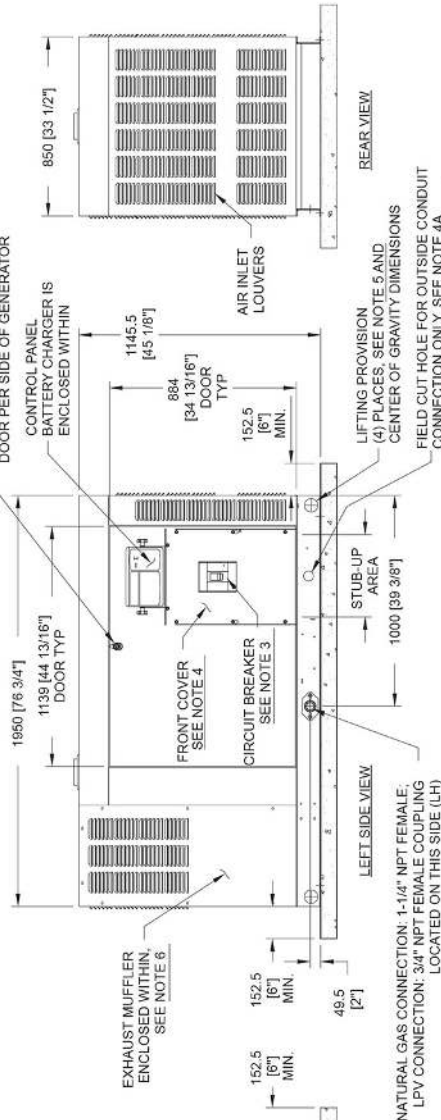 DOOR PER SIDE OF GENERATOR
CONTROL PANEL
BATTERY CHARGER IS
ENCLOSED WITHIN
1950 [76 3/4"]
1139 [44 13/16"]
DOOR TYP
1145.5
[45 1/8"]
884
[34 13/16"]
DOOR
TYP
152.5
[6"]
MIN.
850 [33 1/2"]
AIR INLET
LOUVERS
REAR VIEW
EXHAUST MUFFLER
ENCLOSED WITHIN,
SEE NOTE 6
FRONT COVER
SEE NOTE 4
CIRCUIT BREAKER
SEE NOTE 3
152.5
[6"]
MIN.
152.5
[6"]
MIN.
49.5
[2"]
LEFT SIDE VIEW
STUB-UP
AREA
1000 [39 3/8"]
LIFTING PROVISION
(4) PLACES, SEE NOTE 5 AND
CENTER OF GRAVITY DIMENSIONS
FIELD CUT HOLE FOR OUTSIDE CONDUIT
CONNECTION ONLY, SEE NOTE 4A
NATURAL GAS CONNECTION: 1-1/4" NPT FEMALE;
LPV CONNECTION: 3/4" NPT FEMALE COUPLING
LOCATED ON THIS SIDE (LH)